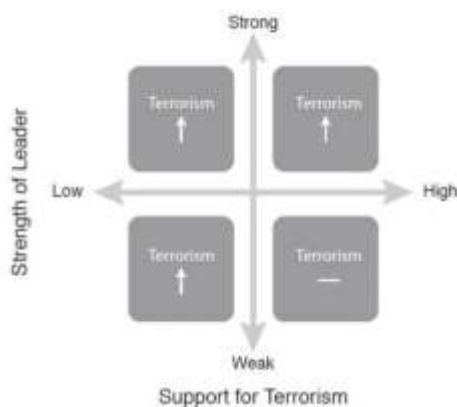 Strong
Terrorism
Terrorism
Strength of Leader
Low
High
Terrorism
Terrorism
Weak
Support for Terrorism